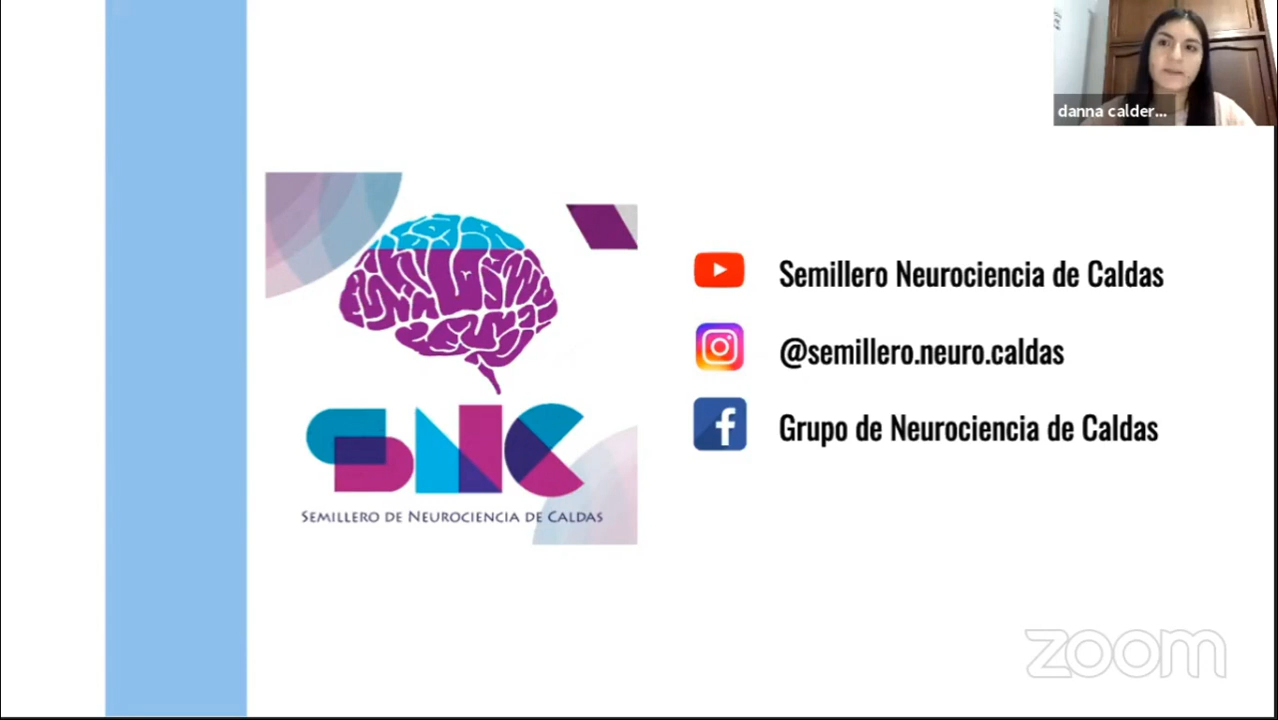 danna calder...
SNC
SEMILLERO DE NEUROCIENCIA DE CALDAS
Semillero Neurociencia de Caldas
@semillero.neuro.caldas
Grupo de Neurociencia de Caldas
zoom